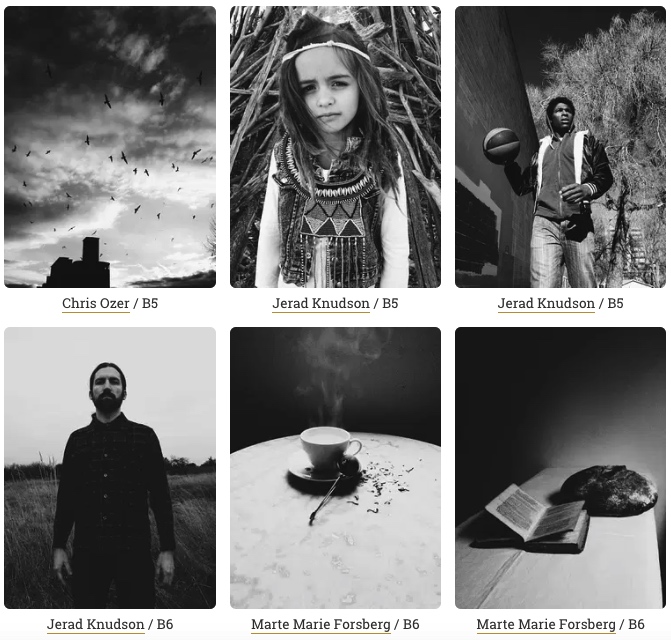 Chris Ozer / B5
Jerad Knudson / B5
Jerad Knudson / B5
Jerad Knudson / B6
Marte Marie Forsberg / B6
Marte Marie Forsberg / B6